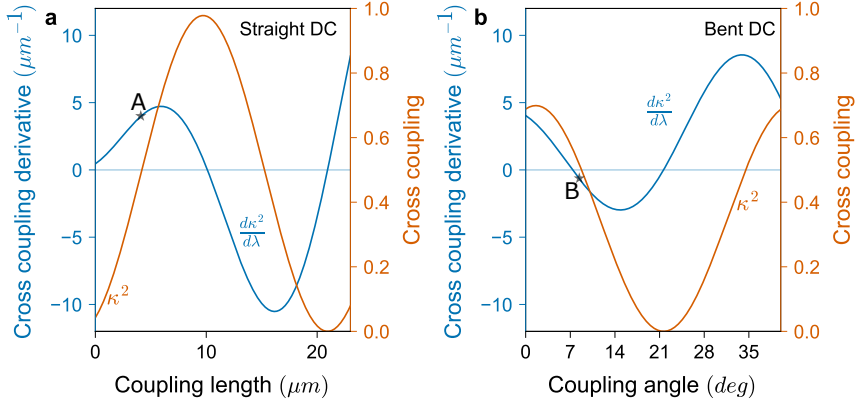 a
Straight DC
Cross coupling derivative (μm⁻¹)
10
5
0
−5
−10
A
dκ²/dλ
κ²
0
10
20
Coupling length (μm)
1.0
0.8
0.6
0.4
0.2
0.0
Cross coupling
b
Bent DC
Cross coupling derivative (μm⁻¹)
10
5
0
−5
−10
B
dκ²/dλ
κ²
0
7
14
21
28
35
Coupling angle (deg)
1.0
0.8
0.6
0.4
0.2
0.0
Cross coupling